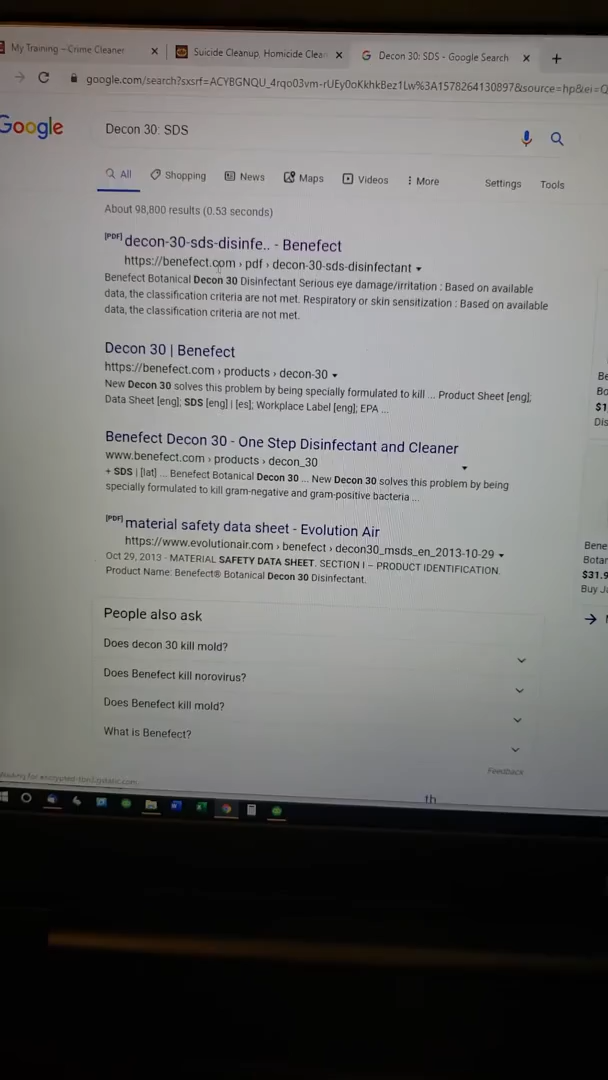 My Training – Crime Cleaner
Suicide Cleanup, Homicide Clea
Decon 30: SDS - Google Search
google.com/search?sxsrf=ACYBGNQU_4rqo03vm-rUEy0oKkhkBez1Lw%3A1578264130897&source=hp&ei=Q
Google
Decon 30: SDS
All
Shopping
News
Maps
Videos
More
Settings
Tools
About 98,800 results (0.53 seconds)
[PDF] decon-30-sds-disinfe.. - Benefect
https://benefect.com › pdf › decon-30-sds-disinfectant
Benefect Botanical Decon 30 Disinfectant Serious eye damage/irritation : Based on available
data, the classification criteria are not met. Respiratory or skin sensitization : Based on available
data, the classification criteria are not met.
Decon 30 | Benefect
https://benefect.com › products › decon-30
New Decon 30 solves this problem by being specially formulated to kill ... Product Sheet [eng];
Data Sheet [eng]; SDS [eng] | [es]; Workplace Label [eng]; EPA ...
Benefect Decon 30 - One Step Disinfectant and Cleaner
www.benefect.com › products › decon_30
+ SDS | [lat] ... Benefect Botanical Decon 30 ... New Decon 30 solves this problem by being
specially formulated to kill gram-negative and gram-positive bacteria ...
[PDF] material safety data sheet - Evolution Air
https://www.evolutionair.com › benefect › decon30_msds_en_2013-10-29
Oct 29, 2013 - MATERIAL SAFETY DATA SHEET. SECTION I – PRODUCT IDENTIFICATION.
Product Name: Benefect® Botanical Decon 30 Disinfectant.
People also ask
Does decon 30 kill mold?
Does Benefect kill norovirus?
Does Benefect kill mold?
What is Benefect?
Feedback
Be
Bo
$1
Dis
Bene
Botar
$31.9
Buy Ja
th